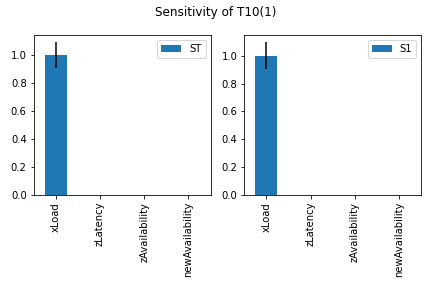 Sensitivity of T10(1)
ST
1.0
0.8
0.6
0.4
0.2
0.0
xLoad
zLatency
zAvailability
newAvailability
S1
1.0
0.8
0.6
0.4
0.2
0.0
xLoad
zLatency
zAvailability
newAvailability